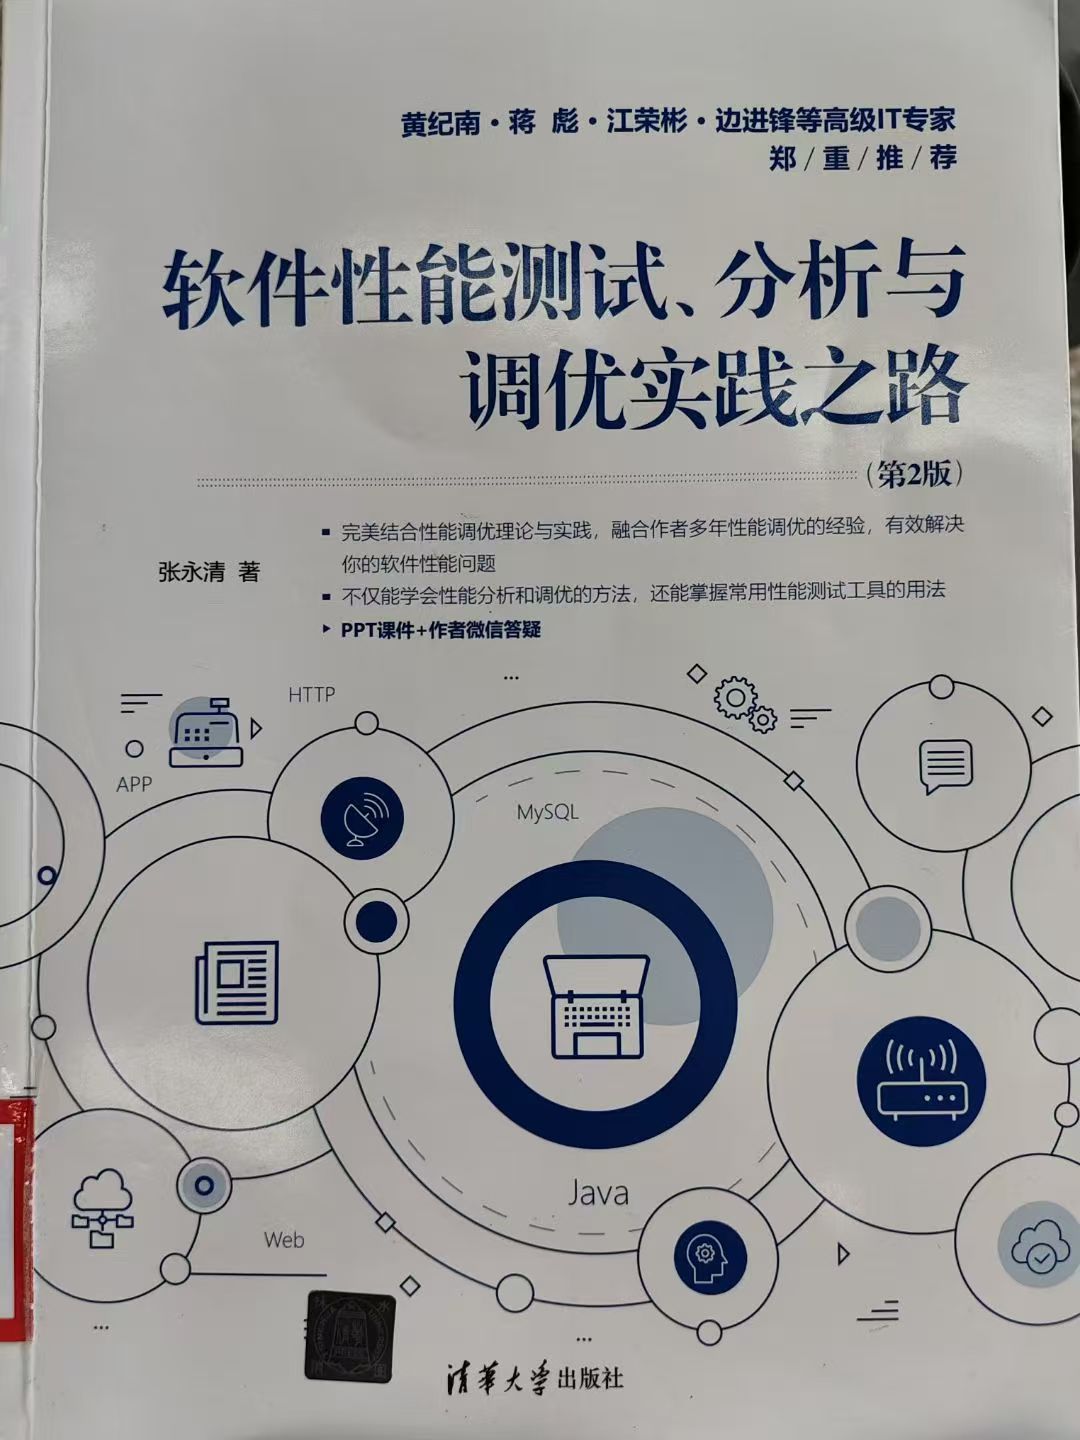 黄纪南·蒋 彪·江荣彬·边进锋等高级IT专家
郑/重/推/荐
软件性能测试、分析与
调优实践之路
(第2版)
张永清 著
■ 完美结合性能调优理论与实践，融合作者多年性能调优的经验，有效解决
你的软件性能问题
■ 不仅能学会性能分析和调优的方法，还能掌握常用性能测试工具的用法
▶ PPT课件+作者微信答疑
...
HTTP
APP
MySQL
Java
Web
...
...
清华大学出版社